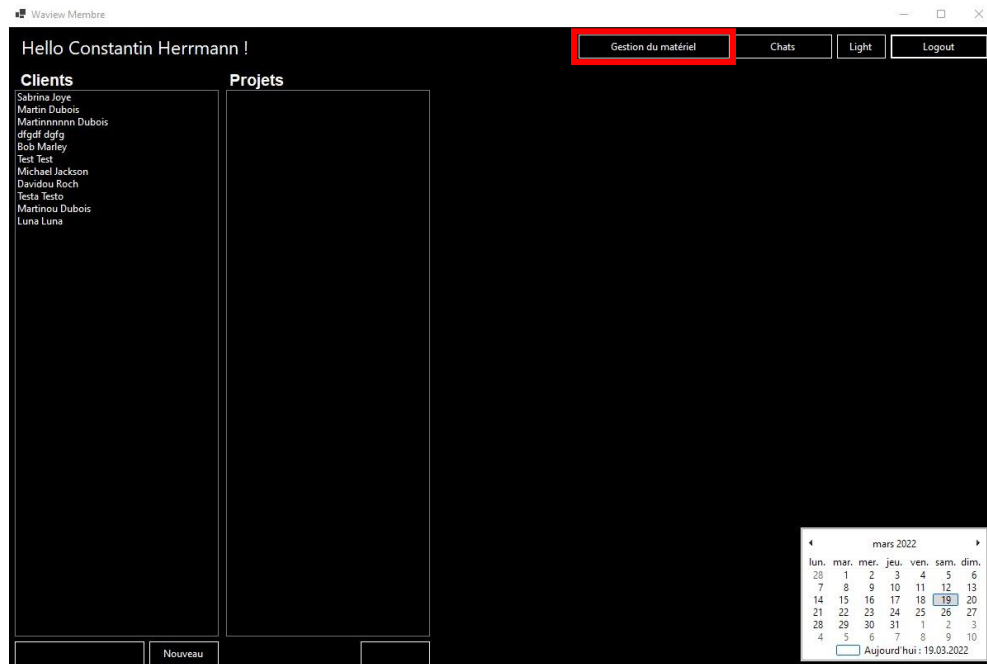 Waview Membre
Hello Constantin Herrmann !
Gestion du matériel
Chats
Light
Logout
Clients
Projets
Sabrina Joye
Martin Dubois
Martinnnnnn Dubois
dfgdf dgfg
Bob Marley
Test Test
Michael Jackson
Davidou Roch
Testa Testo
Martinou Dubois
Luna Luna
mars 2022
lun. mar. mer. jeu. ven. sam. dim.
28 1 2 3 4 5 6
7 8 9 10 11 12 13
14 15 16 17 18 19 20
21 22 23 24 25 26 27
28 29 30 31 1 2 3
4 5 6 7 8 9 10
Aujourd'hui : 19.03.2022
Nouveau